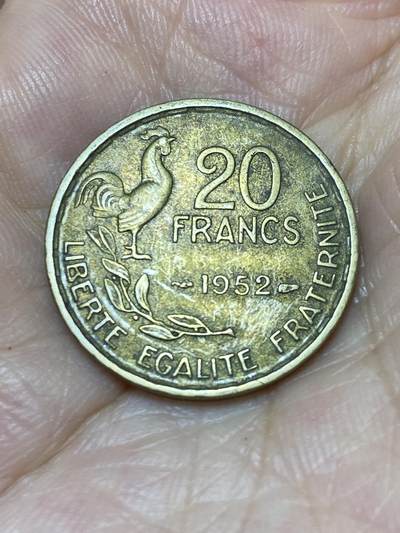 20
FRANCS
1952
LIBERTE EGALITE FRATERNITE